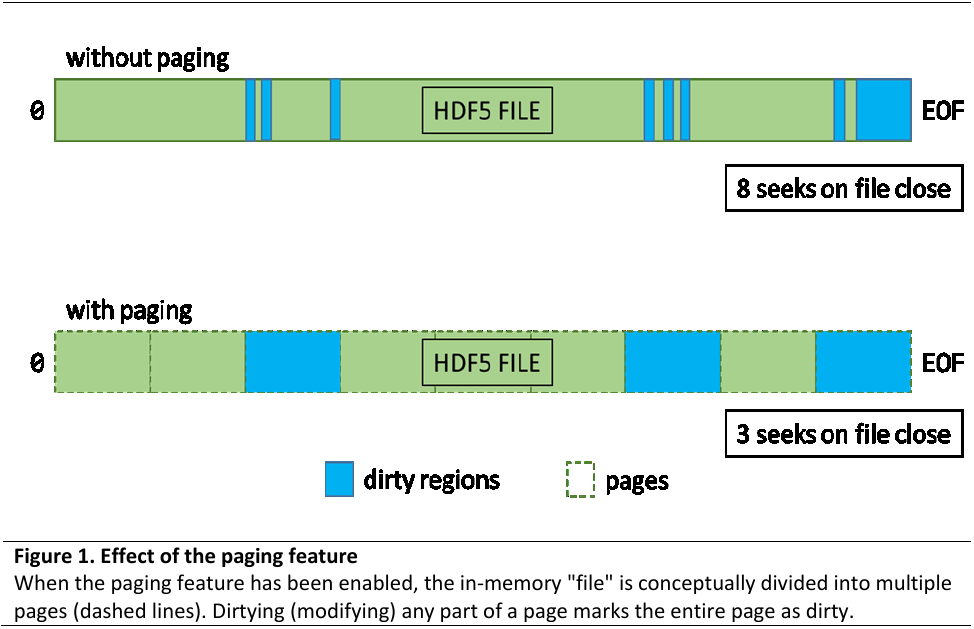 without paging
0
HDF5 FILE
EOF
8 seeks on file close
with paging
0
HDF5 FILE
EOF
3 seeks on file close
dirty regions
pages
Figure 1. Effect of the paging feature
When the paging feature has been enabled, the in-memory "file" is conceptually divided into multiple
pages (dashed lines). Dirtying (modifying) any part of a page marks the entire page as dirty.